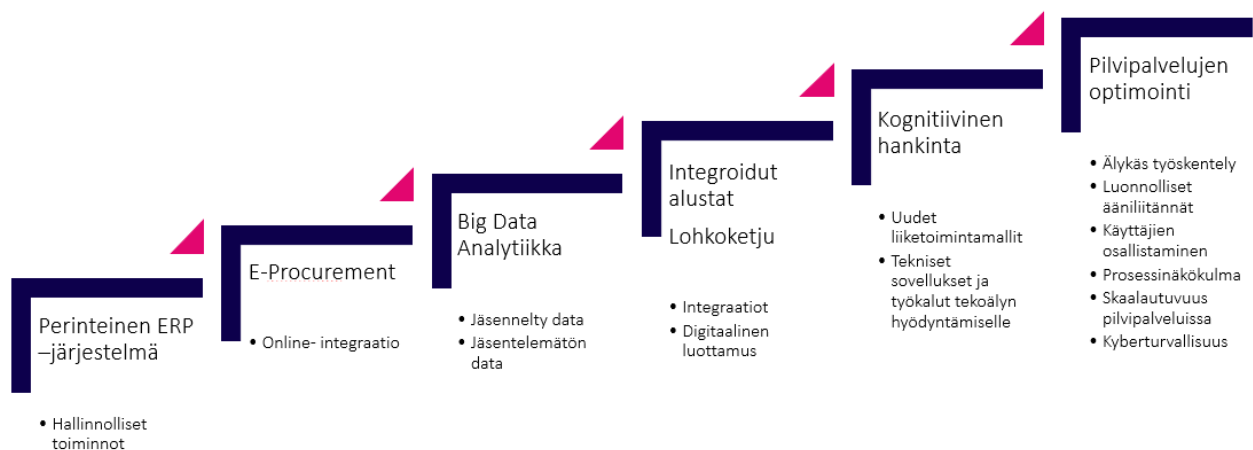 Perinteinen ERP
–järjestelmä
• Hallinnolliset
toiminnot
E-Procurement
• Online- integraatio
Big Data
Analytiikka
• Jäsennelty data
• Jäsentelemätön
data
Integroidut
alustat
Lohkoketju
• Integraatiot
• Digitaalinen
luottamus
Kognitiivinen
hankinta
• Uudet
liiketoimintamallit
• Tekniset
sovellukset ja
työkalut tekoälyn
hyödyntämiselle
Pilvipalvelujen
optimointi
• Älykäs työskentely
• Luonnolliset
ääniliitännät
• Käyttäjien
osallistaminen
• Prosessinäkökulma
• Skaalautuvuus
pilvipalveluissa
• Kyberturvallisuus